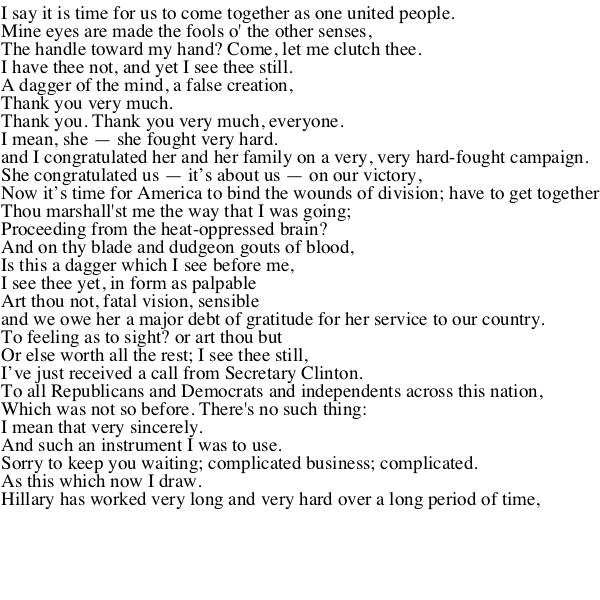 I say it is time for us to come together as one united people.
Mine eyes are made the fools o' the other senses,
The handle toward my hand? Come, let me clutch thee.
I have thee not, and yet I see thee still.
A dagger of the mind, a false creation,
Thank you very much.
Thank you. Thank you very much, everyone.
I mean, she — she fought very hard.
and I congratulated her and her family on a very, very hard-fought campaign.
She congratulated us — it’s about us — on our victory,
Now it’s time for America to bind the wounds of division; have to get together
Thou marshall'st me the way that I was going;
Proceeding from the heat-oppressed brain?
And on thy blade and dudgeon gouts of blood,
Is this a dagger which I see before me,
I see thee yet, in form as palpable
Art thou not, fatal vision, sensible
and we owe her a major debt of gratitude for her service to our country.
To feeling as to sight? or art thou but
Or else worth all the rest; I see thee still,
I’ve just received a call from Secretary Clinton.
To all Republicans and Democrats and independents across this nation,
Which was not so before. There's no such thing:
I mean that very sincerely.
And such an instrument I was to use.
Sorry to keep you waiting; complicated business; complicated.
As this which now I draw.
Hillary has worked very long and very hard over a long period of time,